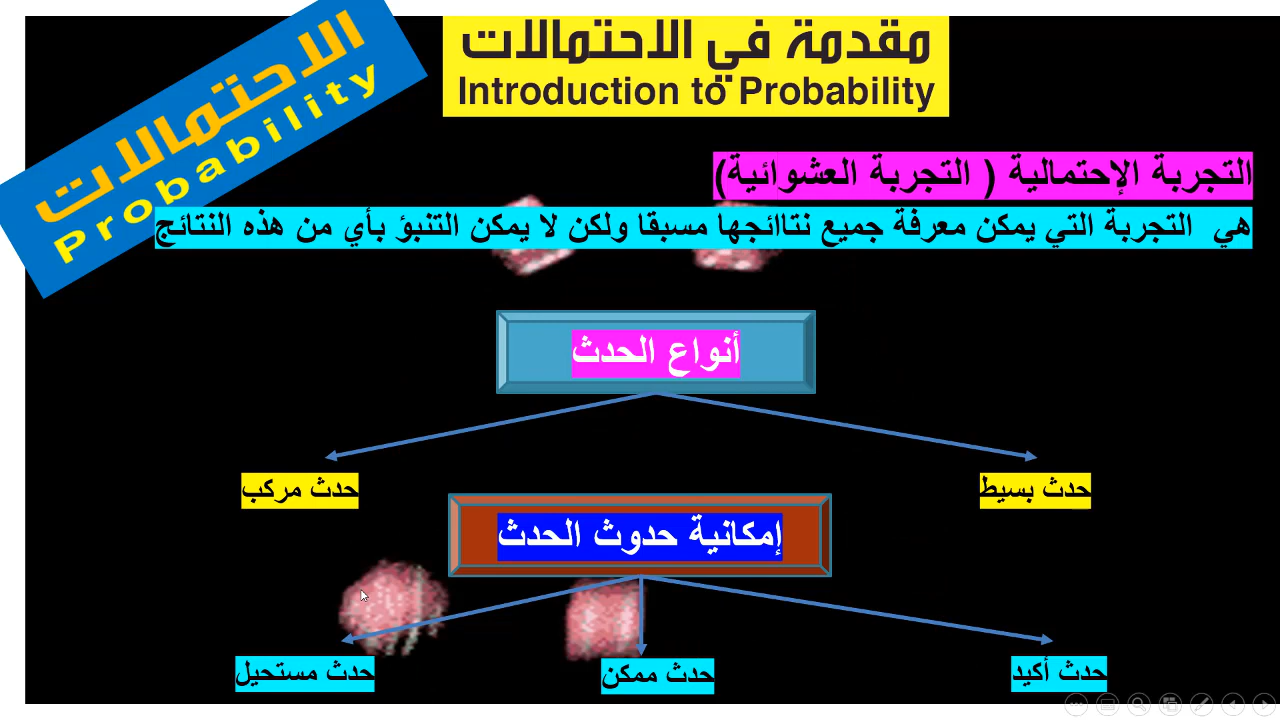 الاحتمالات
Probability
مقدمة في الاحتمالات
Introduction to Probability
التجربة الإحتمالية ( التجربة العشوائية)
هي التجربة التي يمكن معرفة جميع نتاائجها مسبقا ولكن لا يمكن التنبؤ بأي من هذه النتائج
أنواع الحدث
حدث بسيط
حدث مركب
إمكانية حدوث الحدث
حدث أكيد
حدث ممكن
حدث مستحيل